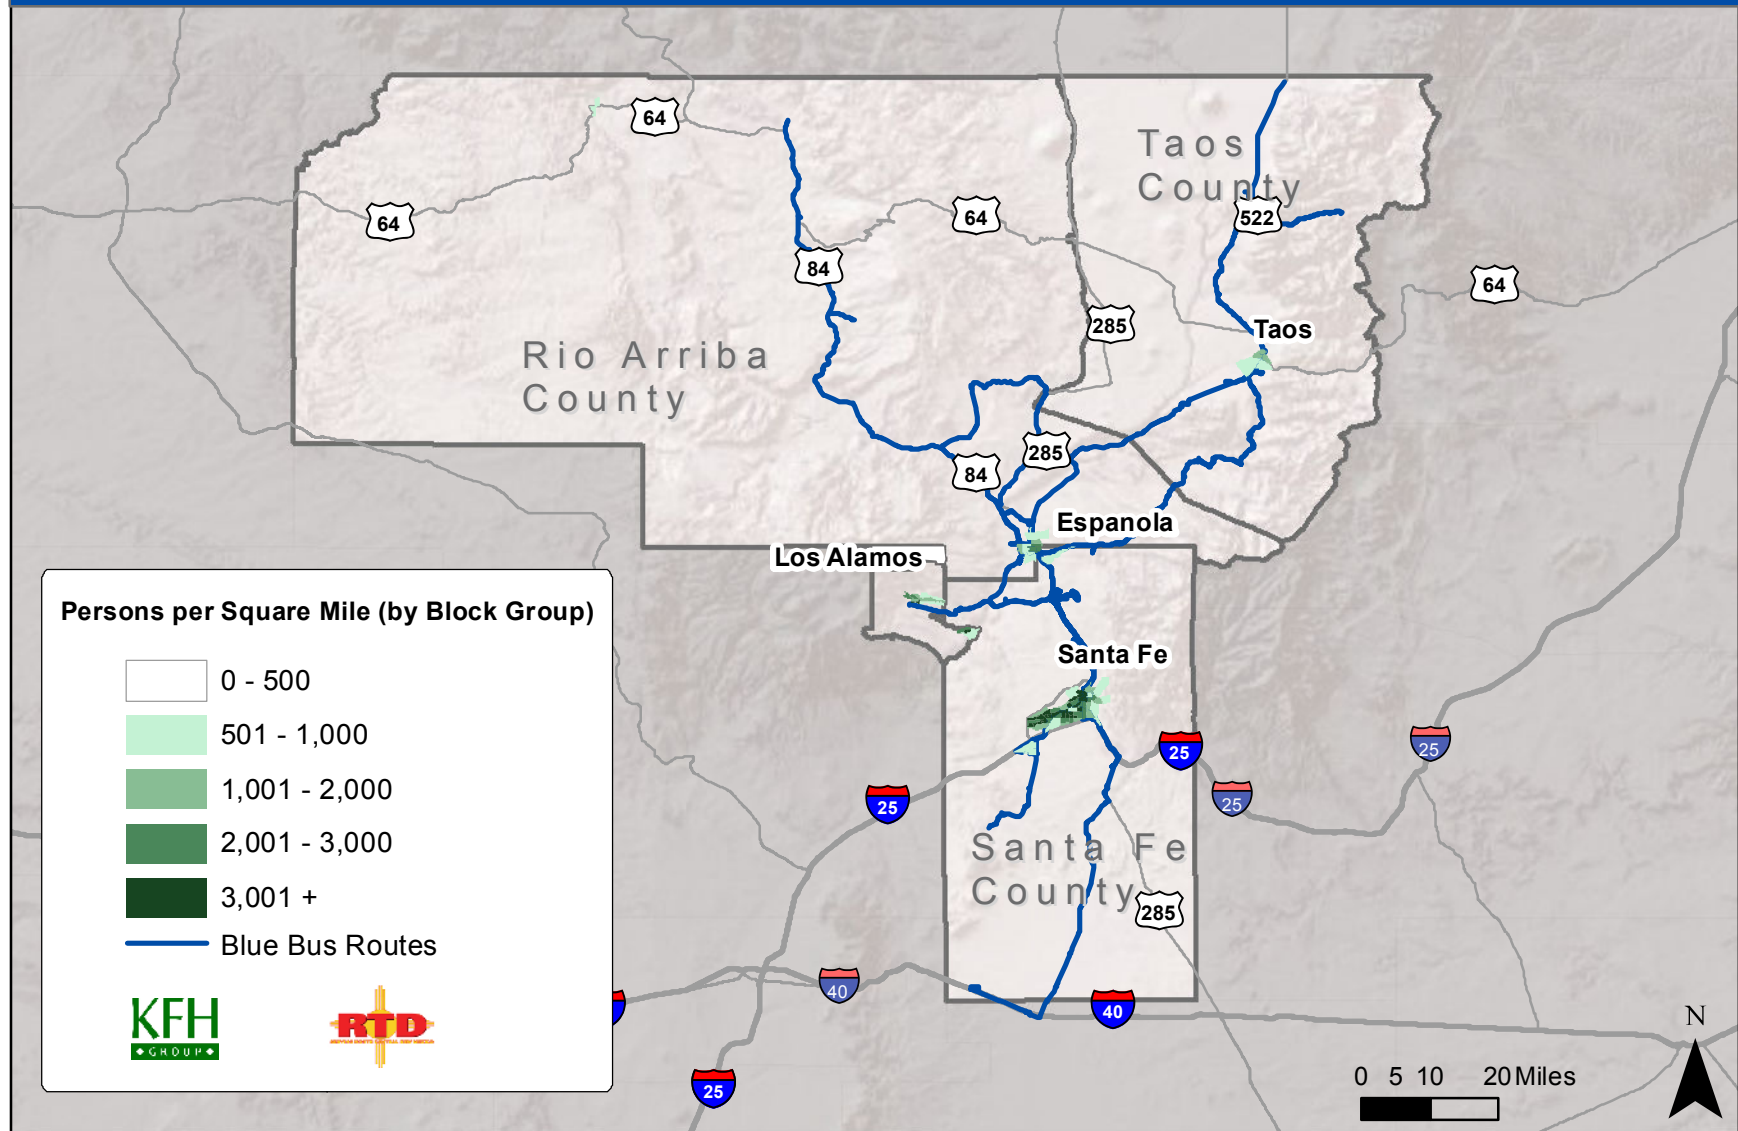 64
Taos
County
64
64
522
84
64
285
Taos
Rio Arriba
County
285
84
Espanola
Los Alamos
Persons per Square Mile (by Block Group)
0 - 500
501 - 1,000
1,001 - 2,000
2,001 - 3,000
3,001 +
Blue Bus Routes
KFH
GROUP
RTD
Santa Fe
25
25
25
25
Santa Fe
County
285
40
40
25
N
0 5 10 20 Miles